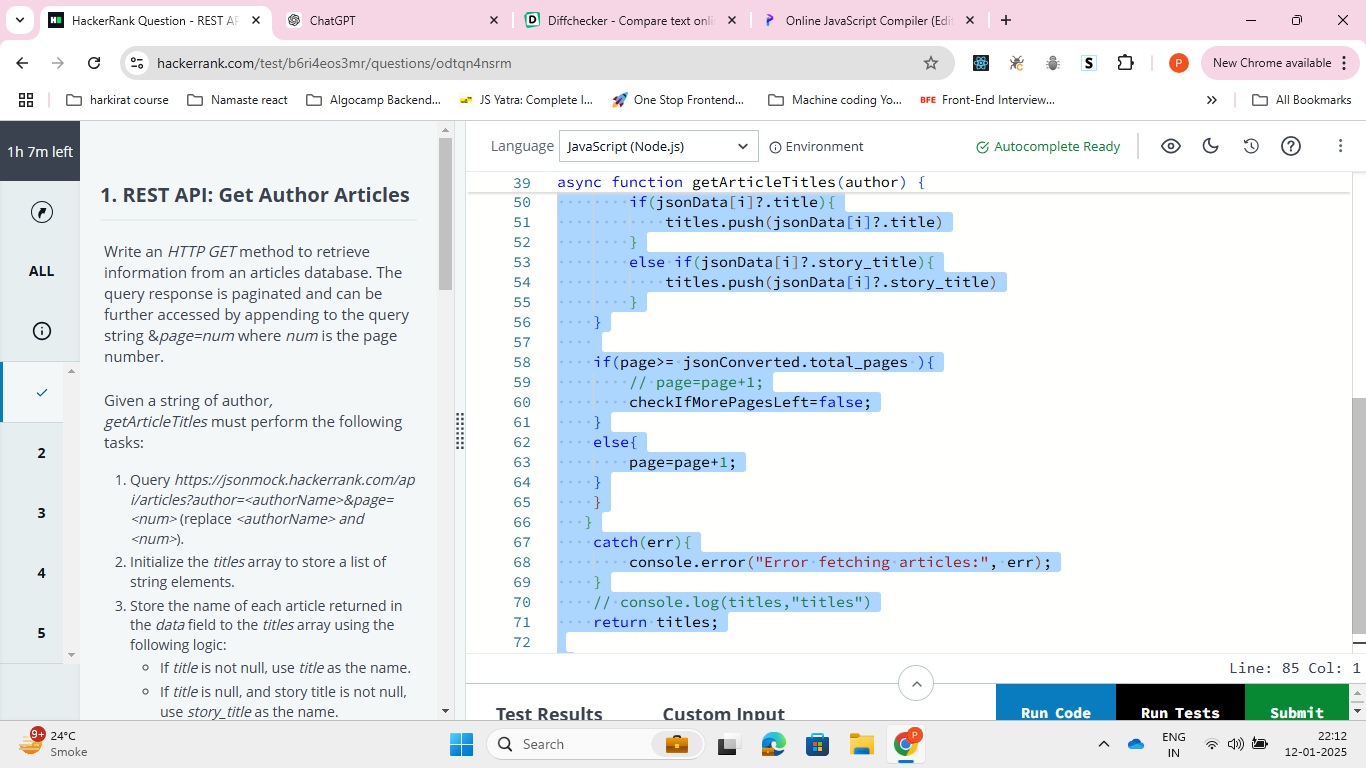 HackerRank Question - REST AP
ChatGPT
Diffchecker - Compare text onli
Online JavaScript Compiler (Edit
hackerrank.com/test/b6ri4eos3mr/questions/odtqn4nsrm
S
P
New Chrome available
harkirat course
Namaste react
Algocamp Backend...
JS Yatra: Complete I...
One Stop Frontend...
Machine coding Yo...
BFE Front-End Interview...
All Bookmarks
1h 7m left
ALL
2
3
4
5
1. REST API: Get Author Articles
Write an HTTP GET method to retrieve
information from an articles database. The
query response is paginated and can be
further accessed by appending to the query
string &page=num where num is the page
number.
Given a string of author,
getArticleTitles must perform the following
tasks:
1. Query https://jsonmock.hackerrank.com/ap
i/articles?author=<authorName>&page=
<num> (replace <authorName> and
<num>).
2. Initialize the titles array to store a list of
string elements.
3. Store the name of each article returned in
the data field to the titles array using the
following logic:
If title is not null, use title as the name.
If title is null, and story title is not null,
use story_title as the name.
Language
JavaScript (Node.js)
Environment
Autocomplete Ready
39 async function getArticleTitles(author) {
50 if(jsonData[i]?.title){
51 titles.push(jsonData[i]?.title)
52 }
53 else if(jsonData[i]?.story_title){
54 titles.push(jsonData[i]?.story_title)
55 }
56 }
57
58 if(page>= jsonConverted.total_pages ){
59 // page=page+1;
60 checkIfMorePagesLeft=false;
61 }
62 else{
63 page=page+1;
64 }
65 }
66 }
67 catch(err){
68 console.error("Error fetching articles:", err);
69 }
70 // console.log(titles,"titles")
71 return titles;
72
Line: 85 Col: 1
Test Results
Custom Input
Run Code
Run Tests
Submit
9+
24°C
Smoke
Search
P
ENG
IN
22:12
12-01-2025